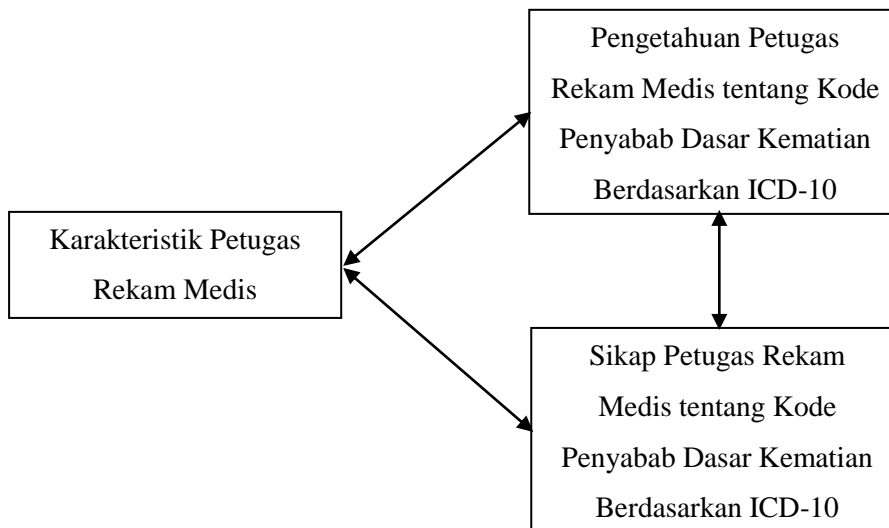 Pengetahuan Petugas
Rekam Medis tentang Kode
Penyabab Dasar Kematian
Berdasarkan ICD-10
Karakteristik Petugas
Rekam Medis
Sikap Petugas Rekam
Medis tentang Kode
Penyabab Dasar Kematian
Berdasarkan ICD-10